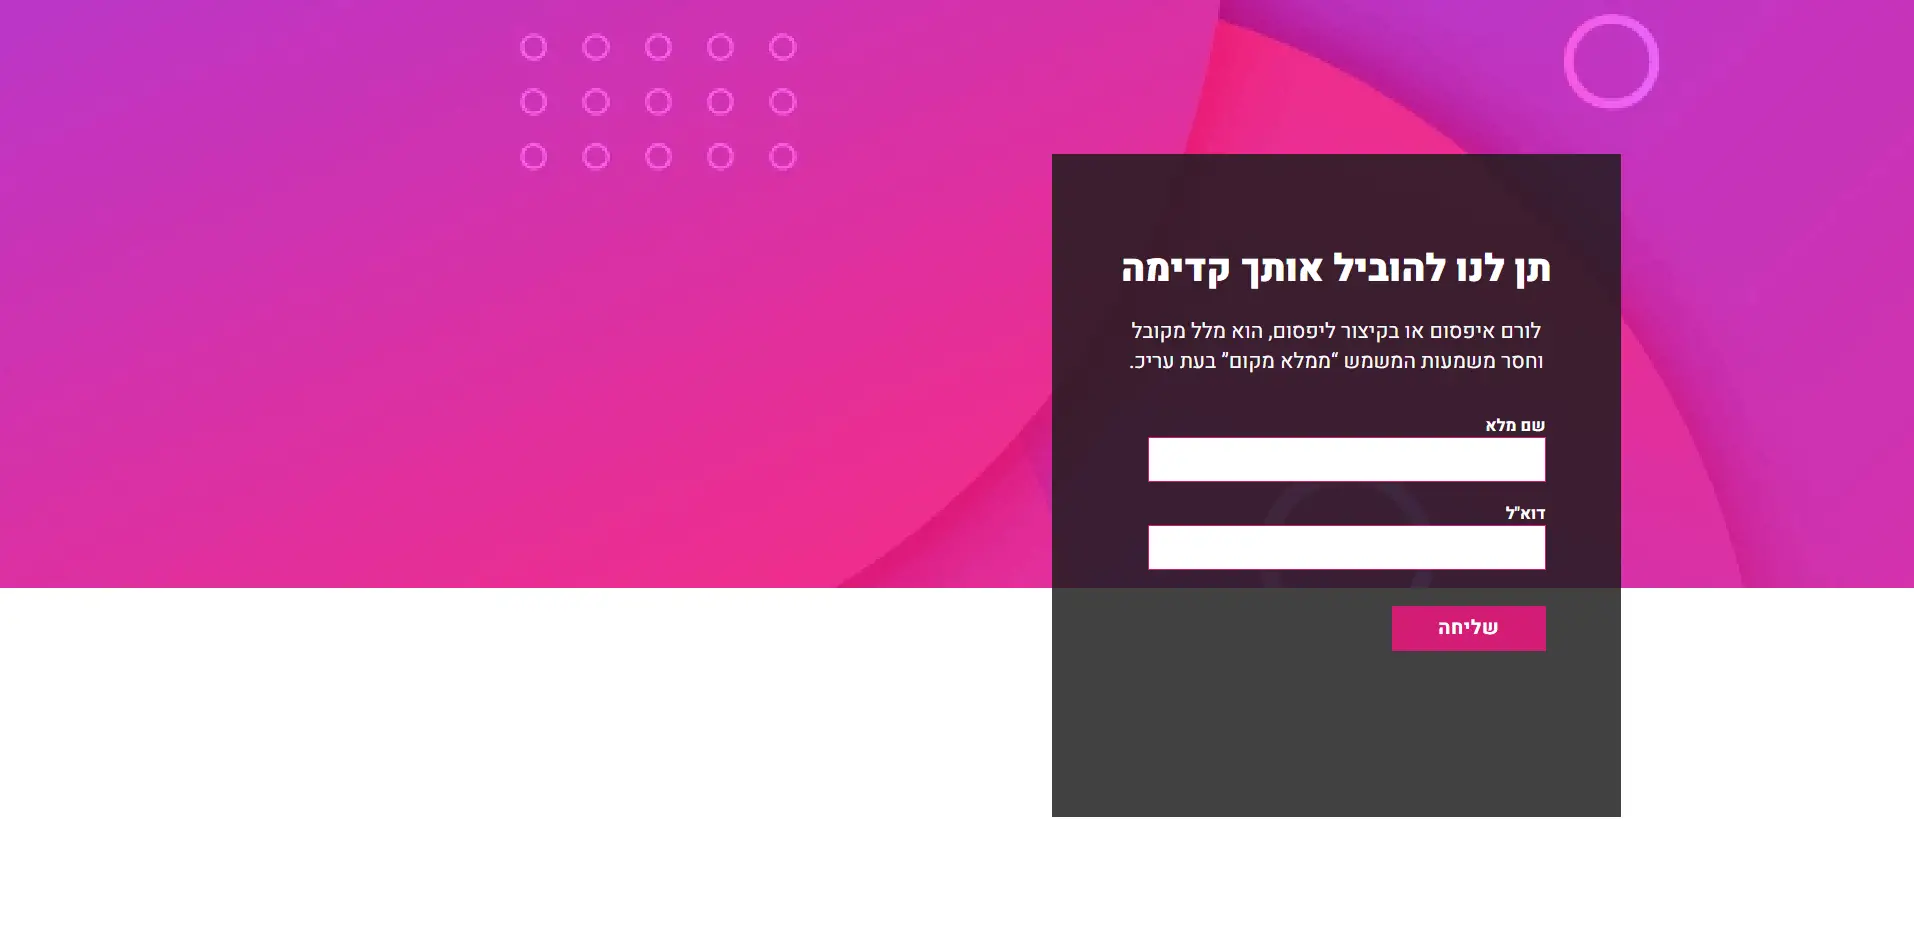 תן לנו להוביל אותך קדימה
לורם איפסום או בקיצור ליפסום, הוא מלל מקובל
וחסר משמעות המשמש “ממלא מקום” בעת עריכ.
שם מלא
דוא"ל
שליחה